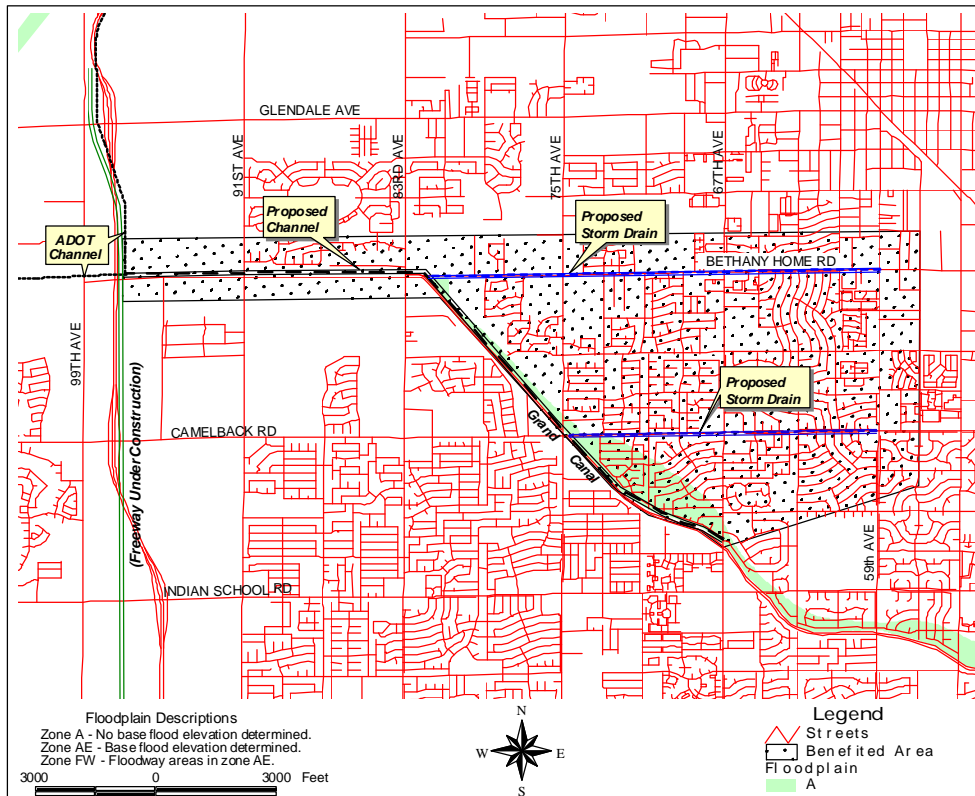 GLENDALE AVE
91ST AVE
83RD AVE
75TH AVE
67TH AVE
ADOT
Channel
Proposed
Channel
Proposed
Storm Drain
BETHANY HOME RD
99TH AVE
(Freeway Under Construction)
Proposed
Storm Drain
CAMELBACK RD
Grand
Canal
59th AVE
INDIAN SCHOOL RD
Floodplain Descriptions
Zone A - No base flood elevation determined.
Zone AE - Base flood elevation determined.
Zone FW - Floodway areas in zone AE.
3000 0 3000 Feet
N
W E
S
Legend
Streets
Benefited Area
Floodplain
A